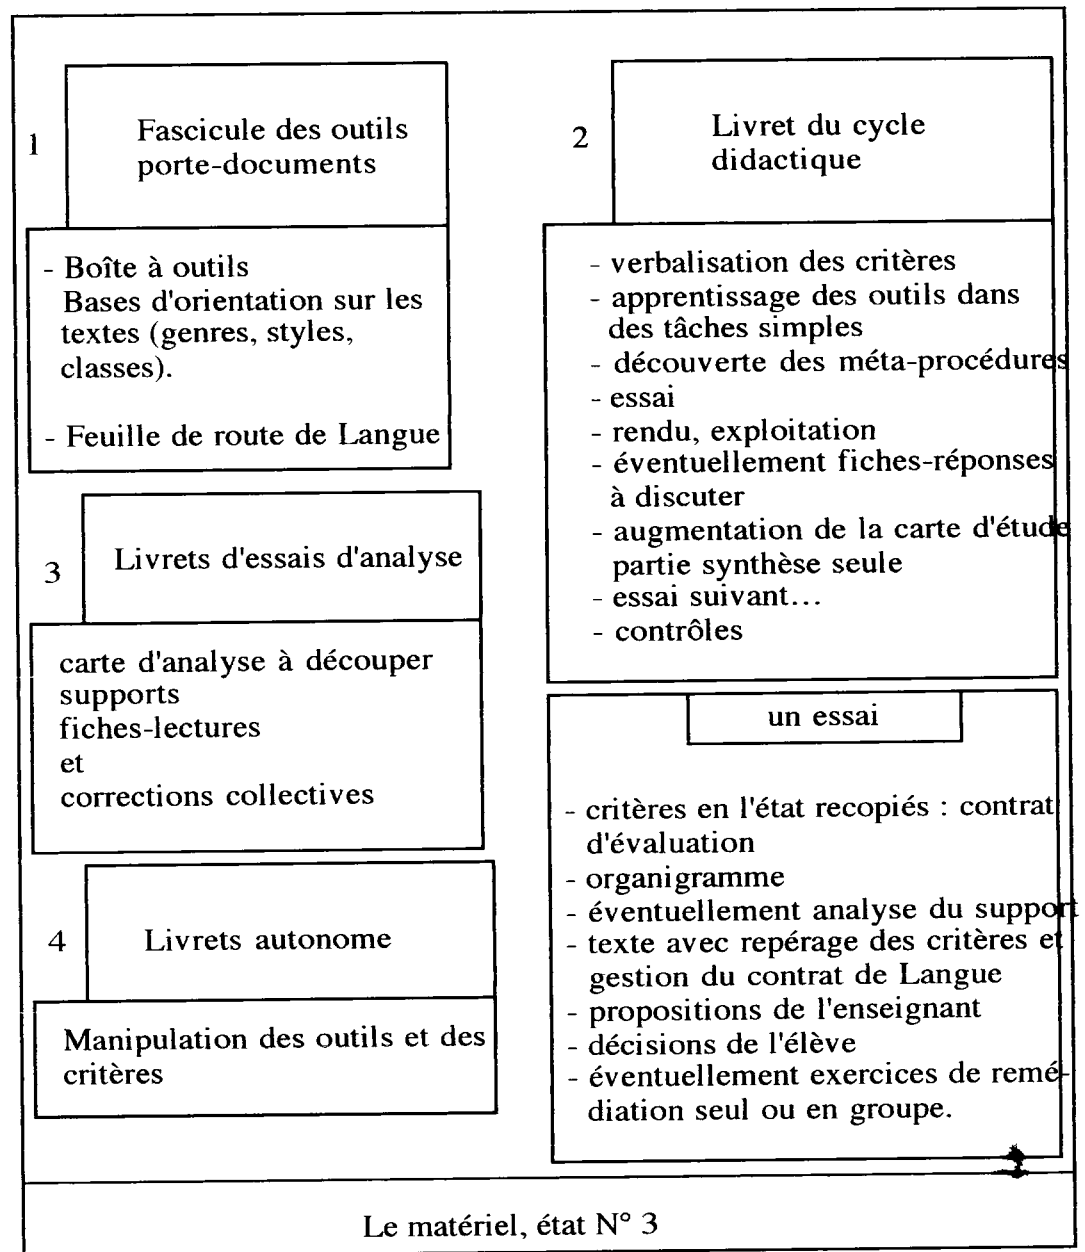 1
Fascicule des outils
porte-documents
- Boîte à outils
Bases d'orientation sur les
textes (genres, styles,
classes).
- Feuille de route de Langue
2
Livret du cycle
didactique
- verbalisation des critères
- apprentissage des outils dans
des tâches simples
- découverte des méta-procédures
- essai
- rendu, exploitation
- éventuellement fiches-réponses
à discuter
- augmentation de la carte d'étude
partie synthèse seule
- essai suivant...
- contrôles
3
Livrets d'essais d'analyse
carte d'analyse à découper
supports
fiches-lectures
et
corrections collectives
un essai
- critères en l'état recopiés : contrat
d'évaluation
- organigramme
- éventuellement analyse du support
- texte avec repérage des critères et
gestion du contrat de Langue
- propositions de l'enseignant
- décisions de l'élève
- éventuellement exercices de remé-
diation seul ou en groupe.
4
Livrets autonome
Manipulation des outils et des
critères
Le matériel, état N° 3